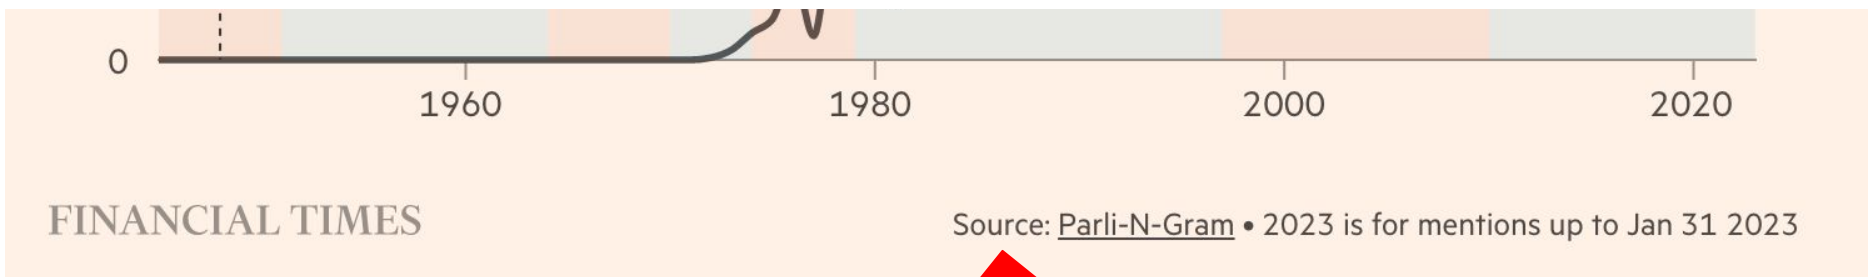 0
1960 1980 2000 2020
FINANCIAL TIMES
Source: Parli-N-Gram • 2023 is for mentions up to Jan 31 2023